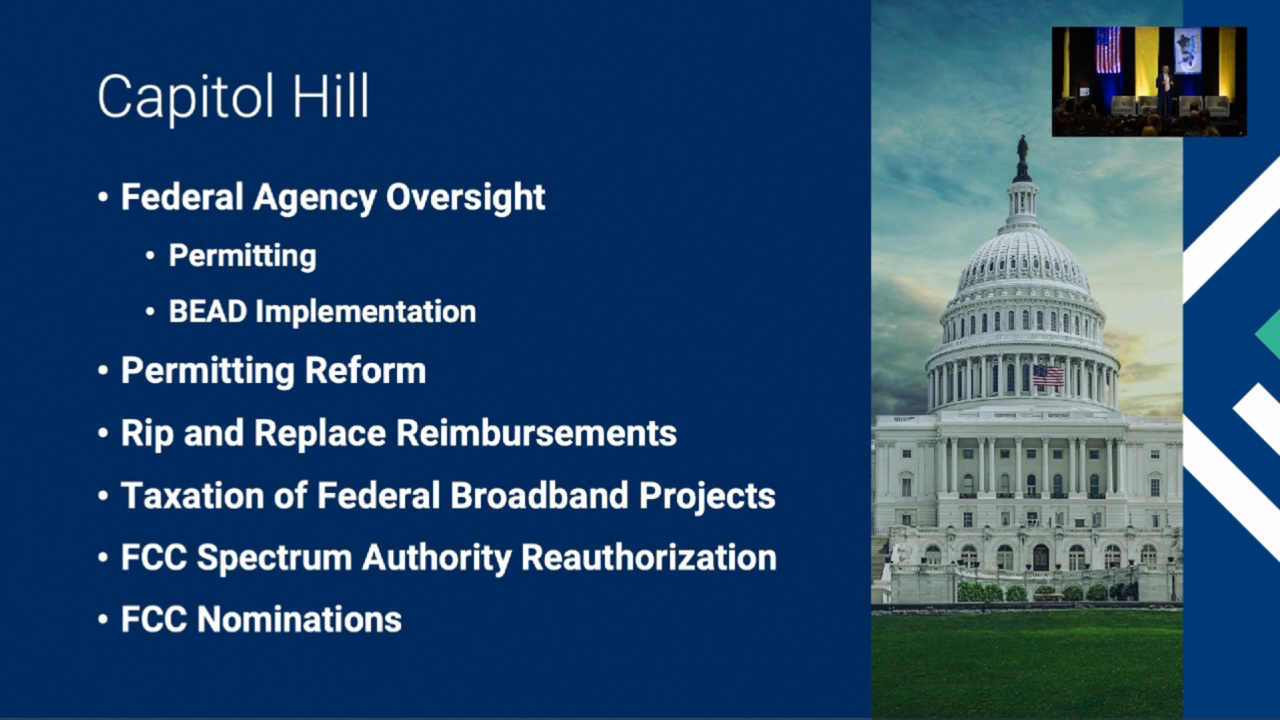 Capitol Hill
• Federal Agency Oversight
• Permitting
• BEAD Implementation
• Permitting Reform
• Rip and Replace Reimbursements
• Taxation of Federal Broadband Projects
• FCC Spectrum Authority Reauthorization
• FCC Nominations